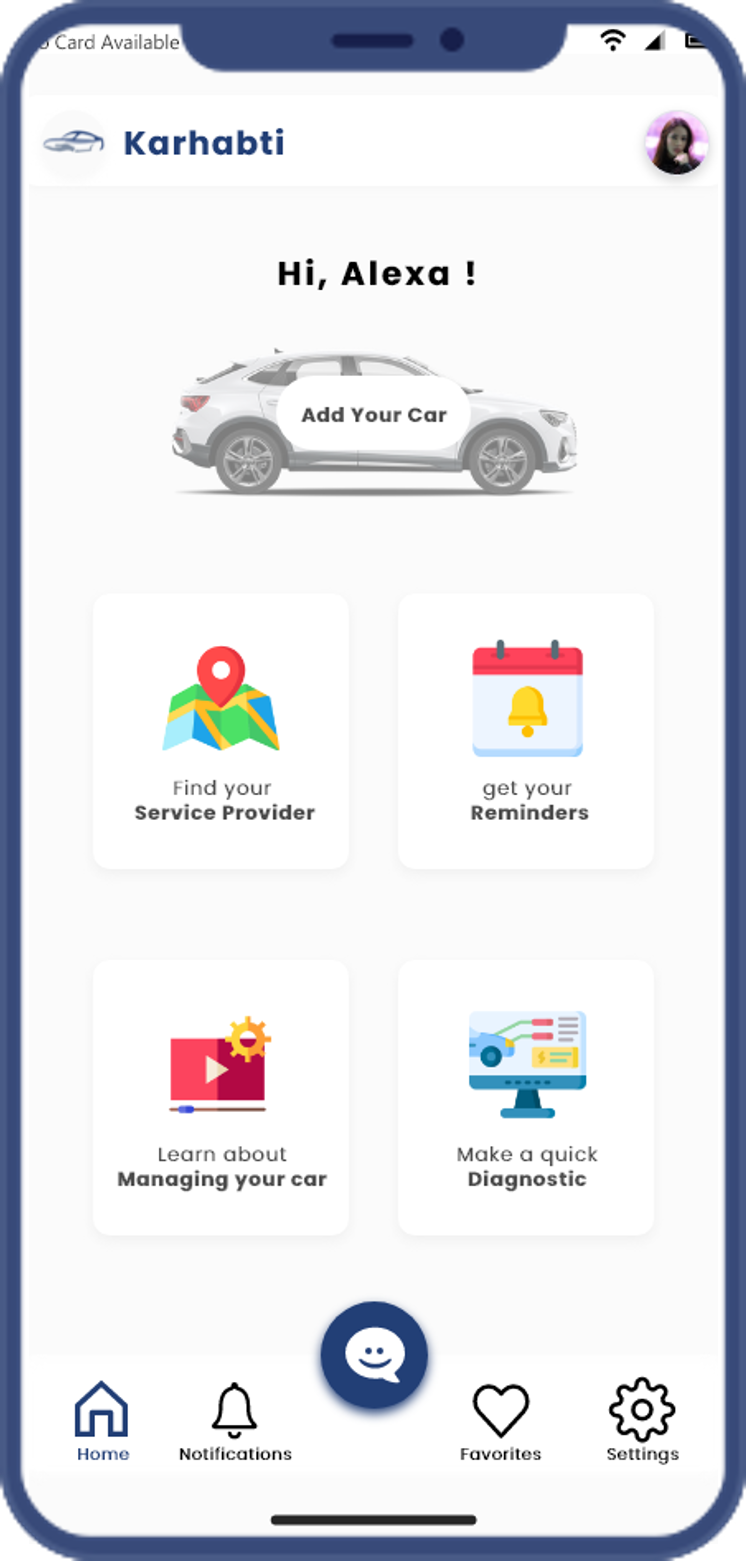 Card Available
Karhabti
Hi, Alexa !
Add Your Car
Find your
Service Provider
get your
Reminders
Learn about
Managing your car
Make a quick
Diagnostic
Home
Notifications
Favorites
Settings